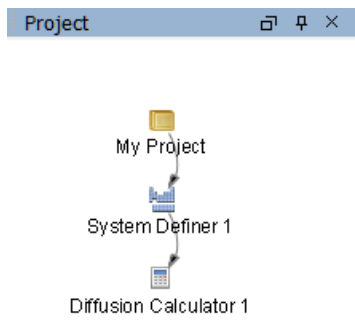 Project
My Project
System Definer 1
Diffusion Calculator 1